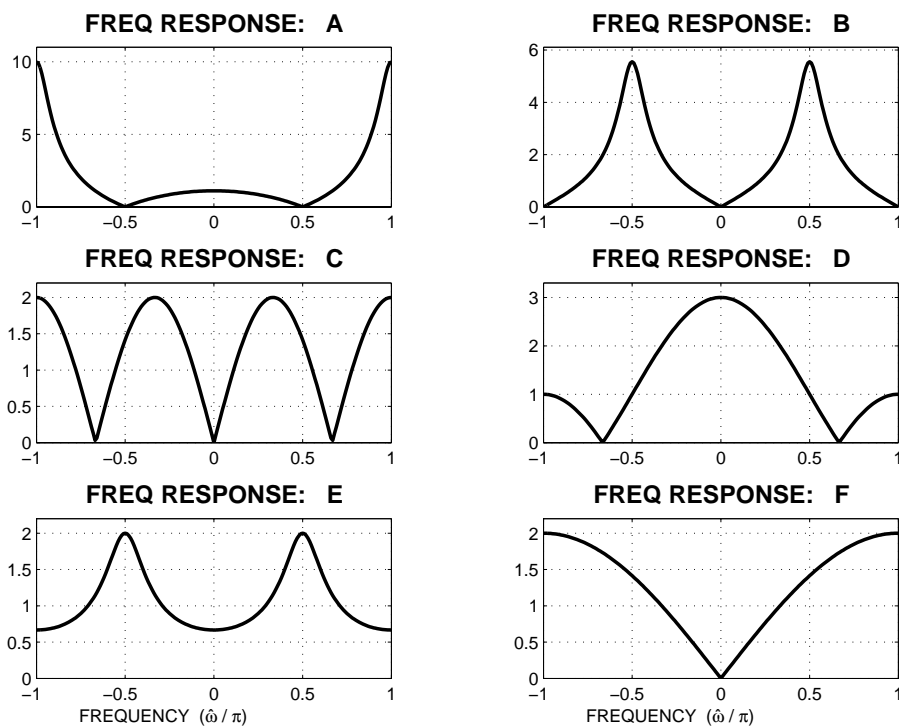 FREQ RESPONSE: A
10
5
0
−1 −0.5 0 0.5 1
FREQ RESPONSE: B
6
4
2
0
−1 −0.5 0 0.5 1
FREQ RESPONSE: C
2
1.5
1
0.5
0
−1 −0.5 0 0.5 1
FREQ RESPONSE: D
3
2
1
0
−1 −0.5 0 0.5 1
FREQ RESPONSE: E
2
1.5
1
0.5
0
−1 −0.5 0 0.5 1
FREQUENCY (ω̂ / π)
FREQ RESPONSE: F
2
1.5
1
0.5
0
−1 −0.5 0 0.5 1
FREQUENCY (ω̂ / π)